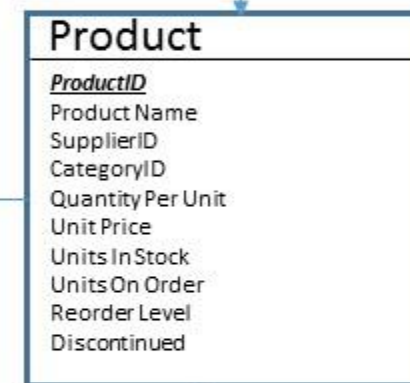 Product
ProductID
Product Name
SupplierID
CategoryID
Quantity Per Unit
Unit Price
Units In Stock
Units On Order
Reorder Level
Discontinued